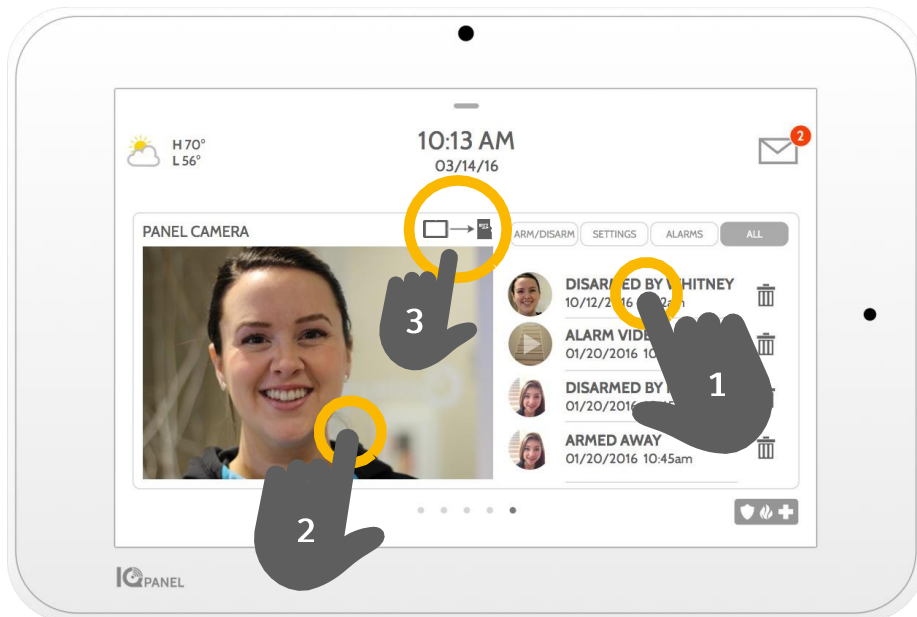 H 70°
L 56°
10:13 AM
03/14/16
2
PANEL CAMERA
ARM/DISARM
SETTINGS
ALARMS
ALL
DISARMED BY WHITNEY
10/12/2016
ALARM
01/20/2016
DISARMED BY
01/20/2016
ARMED AWAY
01/20/2016 10:45am
1
2
3
IQ PANEL